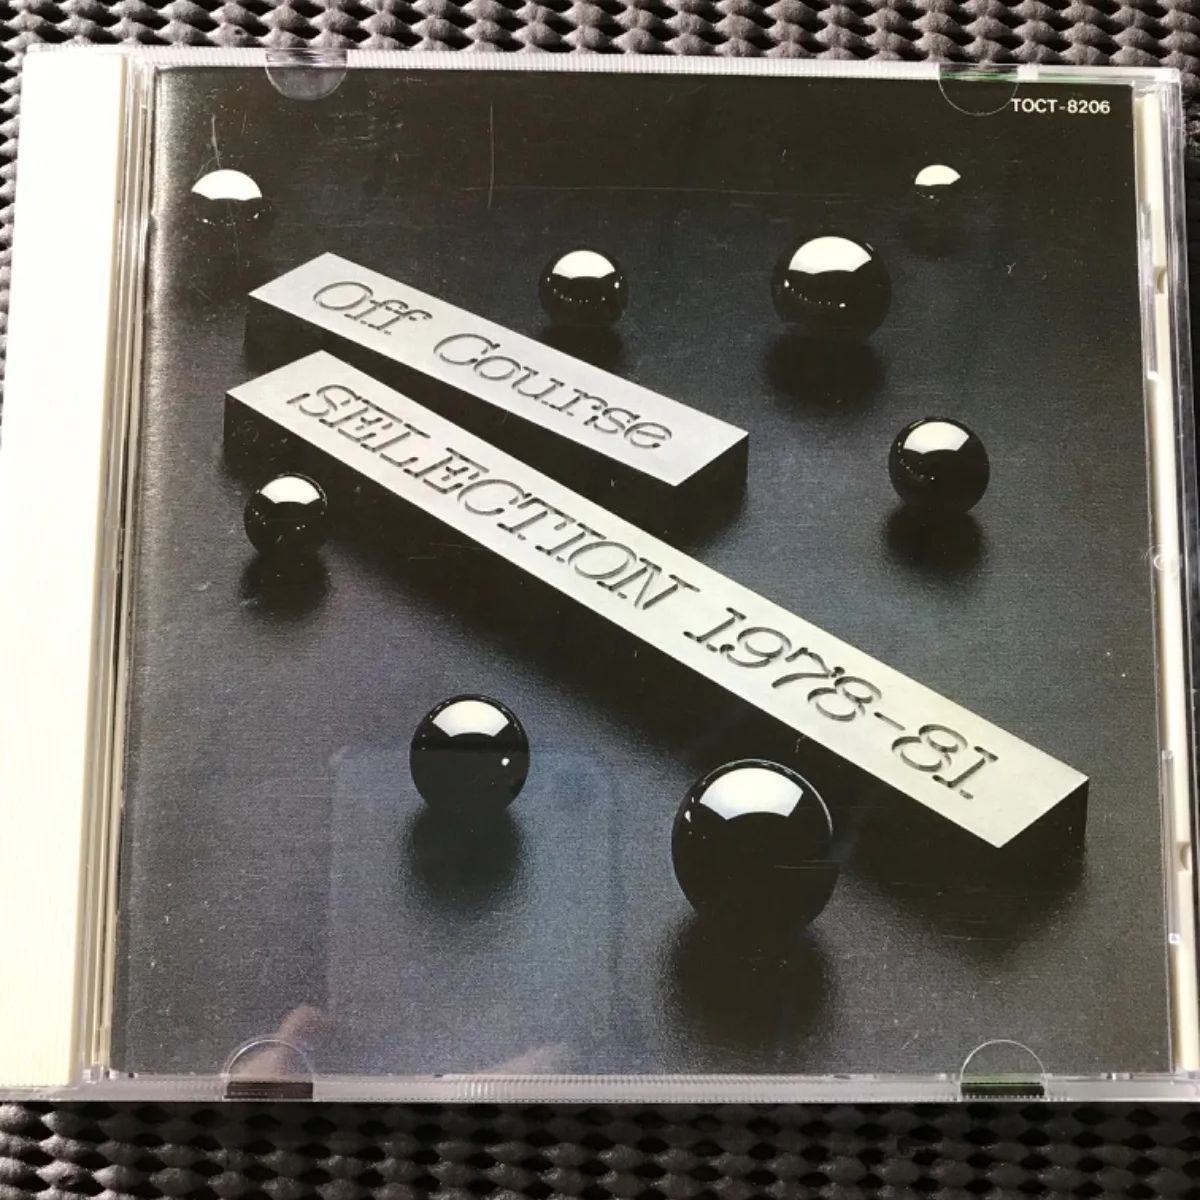 TOCT-8206
Off Course
SELECTION 1978-81